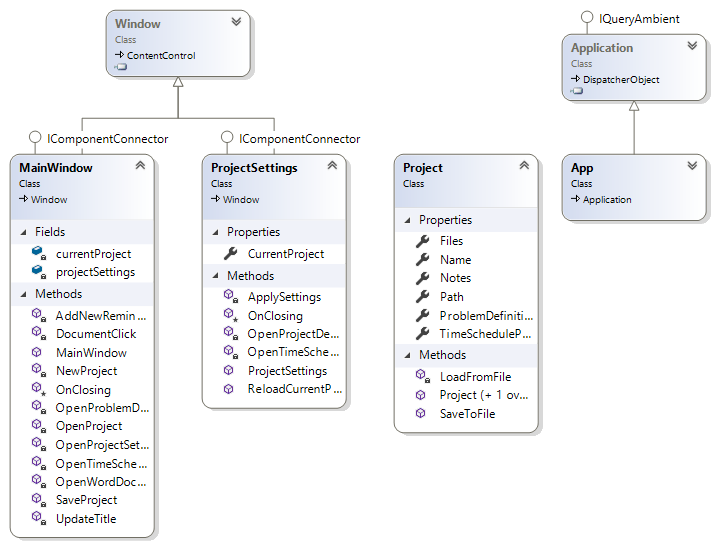 Window
Class
ContentControl
IQueryAmbient
Application
Class
DispatcherObject
IComponentConnector
MainWindow
Class
Window
Fields
currentProject
projectSettings
Methods
AddNewRemin...
DocumentClick
MainWindow
NewProject
OnClosing
OpenProblemD...
OpenProject
OpenProjectSet...
OpenTimeSche...
OpenWordDoc...
SaveProject
UpdateTitle
IComponentConnector
ProjectSettings
Class
Window
Properties
CurrentProject
Methods
ApplySettings
OnClosing
OpenProjectDe...
OpenTimeSche...
ProjectSettings
ReloadCurrentP...
Project
Class
Properties
Files
Name
Notes
Path
ProblemDefiniti...
TimeScheduleP...
Methods
LoadFromFile
Project (+ 1 ov...
SaveToFile
App
Class
Application